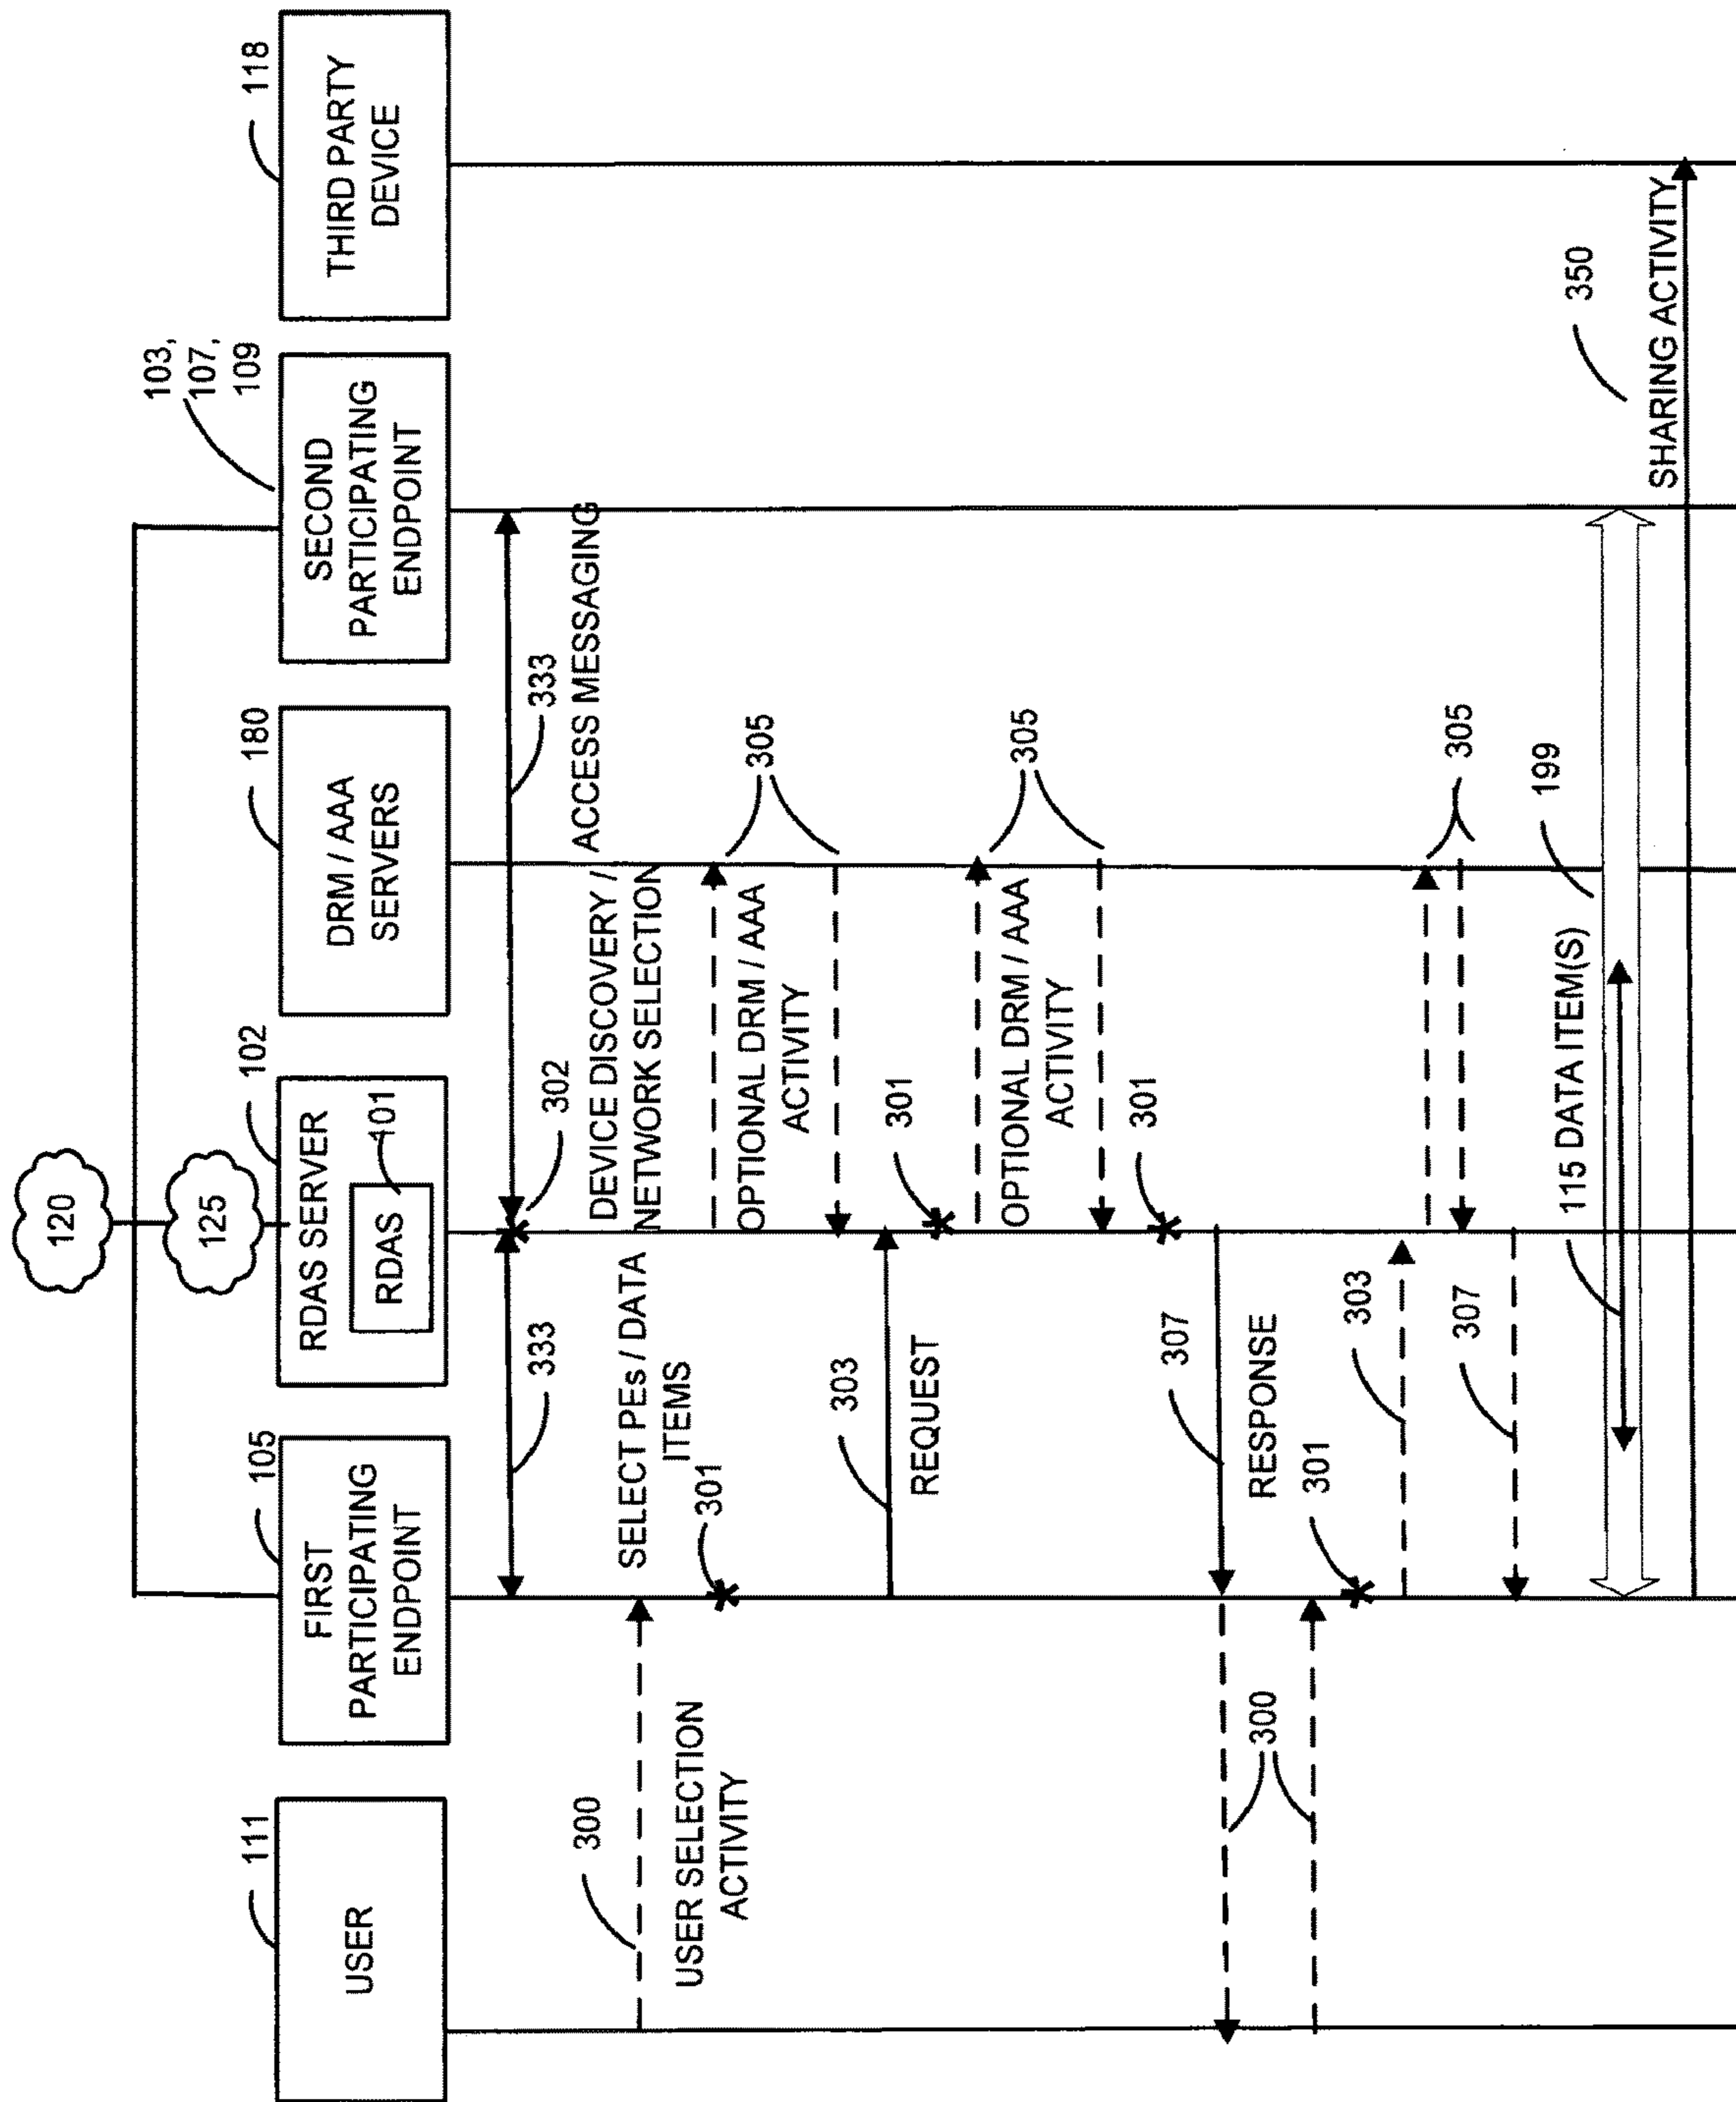 120
125
USER
111
FIRST
PARTICIPATING
ENDPOINT
105
RDAS SERVER
102
RDAS
101
DRM / AAA
SERVERS
180
SECOND
PARTICIPATING
ENDPOINT
103,
107,
109
THIRD PARTY
DEVICE
118
333
302
333
ACCESS MESSAGING
DEVICE DISCOVERY /
NETWORK SELECTION
300
USER SELECTION
ACTIVITY
SELECT PEs / DATA
ITEMS
301
305
OPTIONAL DRM / AAA
ACTIVITY
303
REQUEST
301
305
OPTIONAL DRM / AAA
ACTIVITY
301
307
RESPONSE
300
301
303
305
307
115 DATA ITEM(S)
199
350
SHARING ACTIVITY